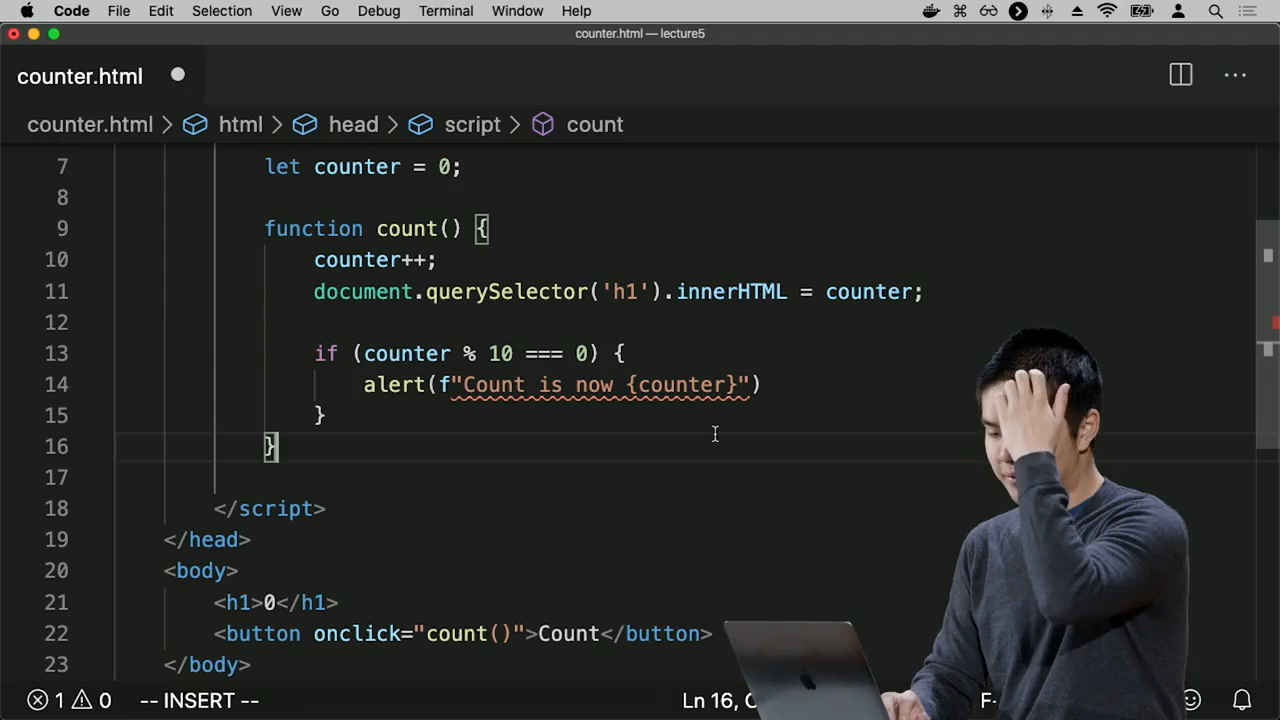 Code File Edit Selection View Go Debug Terminal Window Help
counter.html — lecture5
counter.html
counter.html > html > head > script > count
7 let counter = 0;
8
9 function count() {
10 counter++;
11 document.querySelector('h1').innerHTML = counter;
12
13 if (counter % 10 === 0) {
14 alert(f"Count is now {counter}")
15 }
16 }
17
18 </script>
19 </head>
20 <body>
21 <h1>0</h1>
22 <button onclick="count()">Count</button>
23 </body>
1 0 -- INSERT -- Ln 16,